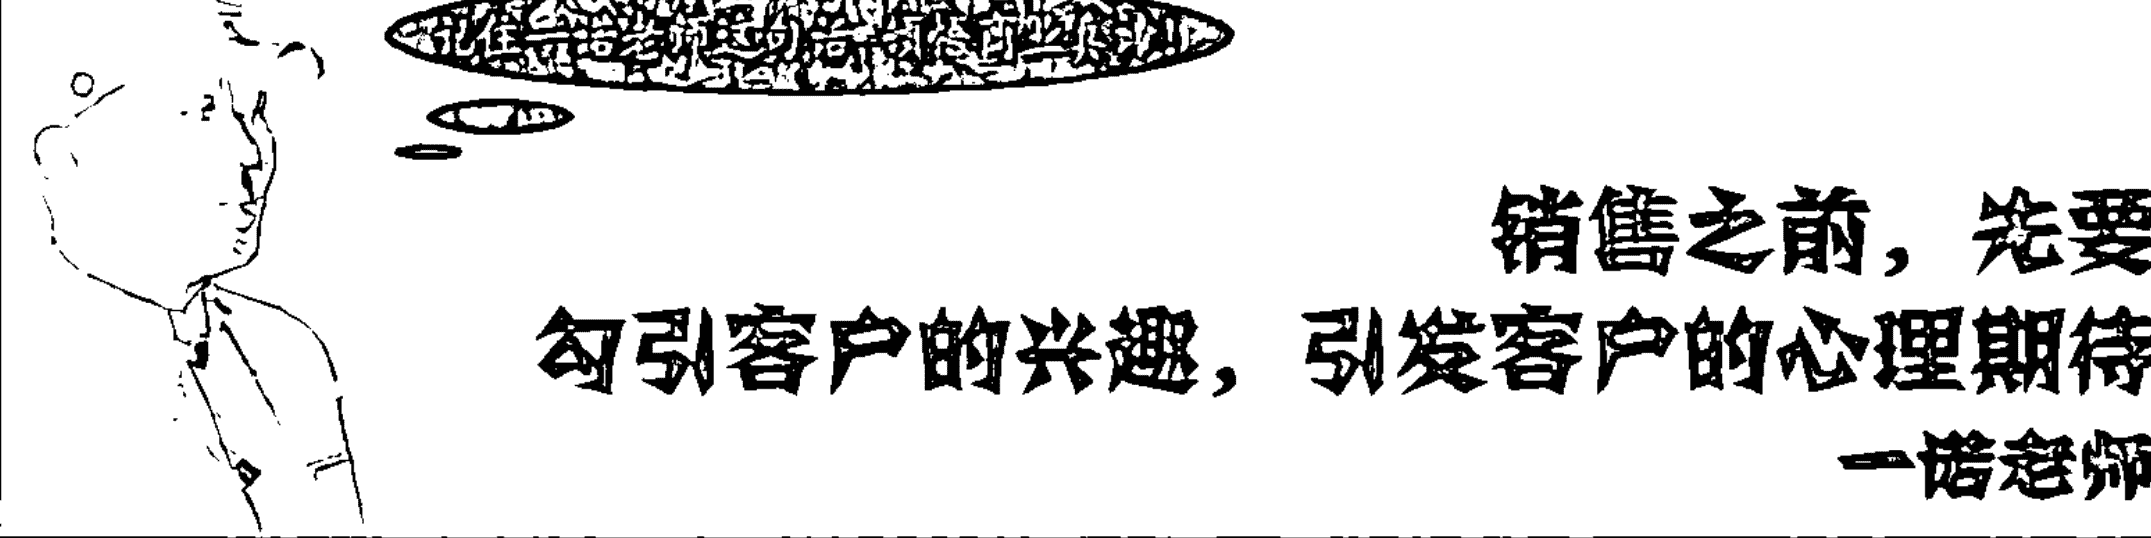 销售之前，先要
勾引客户的兴趣，引发客户的心理期待
一诺老师